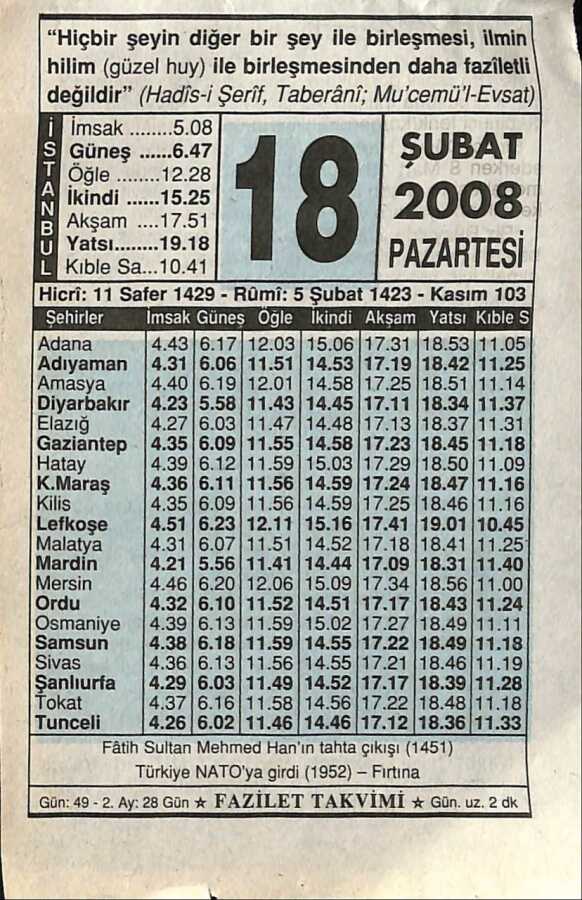 “Hiçbir şeyin diğer bir şey ile birleşmesi, ilmin
hilim (güzel huy) ile birleşmesinden daha fazîletli
değildir” (Hadîs-i Şerîf, Taberânî; Mu'cemü'l-Evsat)
İSTANBUL
İmsak ........5.08
Güneş ......6.47
Öğle ........12.28
İkindi ......15.25
Akşam ....17.51
Yatsı........19.18
Kıble Sa...10.41
18
ŞUBAT
2008
PAZARTESİ
Hicrî: 11 Safer 1429 - Rûmî: 5 Şubat 1423 - Kasım 103
Şehirler İmsak Güneş Öğle İkindi Akşam Yatsı Kıble S
Adana 4.43 6.17 12.03 15.06 17.31 18.53 11.05
Adıyaman 4.31 6.06 11.51 14.53 17.19 18.42 11.25
Amasya 4.40 6.19 12.01 14.58 17.25 18.51 11.14
Diyarbakır 4.23 5.58 11.43 14.45 17.11 18.34 11.37
Elazığ 4.27 6.03 11.47 14.48 17.13 18.37 11.31
Gaziantep 4.35 6.09 11.55 14.58 17.23 18.45 11.18
Hatay 4.39 6.12 11.59 15.03 17.29 18.50 11.09
K.Maraş 4.36 6.11 11.56 14.59 17.24 18.47 11.16
Kilis 4.35 6.09 11.56 14.59 17.25 18.46 11.16
Lefkoşe 4.51 6.23 12.11 15.16 17.41 19.01 10.45
Malatya 4.31 6.07 11.51 14.52 17.18 18.41 11.25
Mardin 4.21 5.56 11.41 14.44 17.09 18.31 11.40
Mersin 4.46 6.20 12.06 15.09 17.34 18.56 11.00
Ordu 4.32 6.10 11.52 14.51 17.17 18.43 11.24
Osmaniye 4.39 6.13 11.59 15.02 17.27 18.49 11.11
Samsun 4.38 6.18 11.59 14.55 17.22 18.49 11.18
Sivas 4.36 6.13 11.56 14.55 17.21 18.46 11.19
Şanlıurfa 4.29 6.03 11.49 14.52 17.17 18.39 11.28
Tokat 4.37 6.16 11.58 14.56 17.22 18.48 11.18
Tunceli 4.26 6.02 11.46 14.46 17.12 18.36 11.33
Fâtih Sultan Mehmed Han'ın tahta çıkışı (1451)
Türkiye NATO'ya girdi (1952) – Fırtına
Gün: 49 - 2. Ay: 28 Gün ★ FAZİLET TAKVİMİ ★ Gün. uz. 2 dk